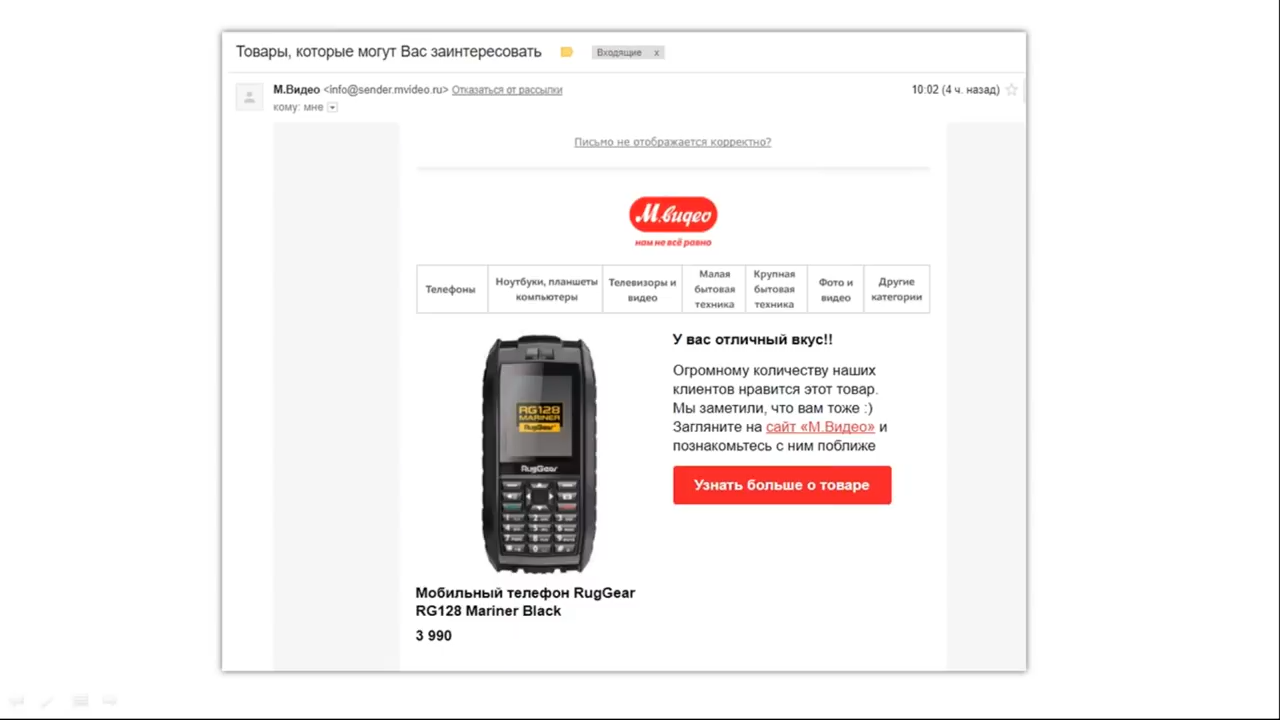 Товары, которые могут Вас заинтересовать
Входящие x
М.Видео <info@sender.mvideo.ru> Отказаться от рассылки
10:02 (4 ч. назад)
кому: мне
Письмо не отображается корректно?
М.видео
нам не всё равно
Телефоны
Ноутбуки, планшеты
компьютеры
Телевизоры и
видео
Малая
бытовая
техника
Крупная
бытовая
техника
Фото и
видео
Другие
категории
RG128
MARINER
RugGear
RugGear
У вас отличный вкус!!
Огромному количеству наших
клиентов нравится этот товар.
Мы заметили, что вам тоже :)
Загляните на сайт «М.Видео» и
познакомьтесь с ним поближе
Узнать больше о товаре
Мобильный телефон RugGear
RG128 Mariner Black
3 990